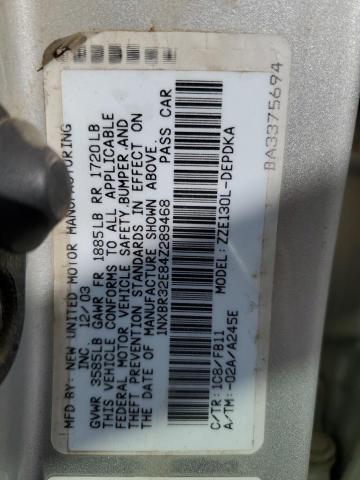 MFD BY: NEW UNITED MOTOR MANUFACTURING
INC 12/03
GVWR 3585LB GAWR FR 1885LB RR 1720LB
THIS VEHICLE CONFORMS TO ALL APPLICABLE
FEDERAL MOTOR VEHICLE SAFETY,BUMPER,AND
THEFT PREVENTION STANDARDS IN EFFECT ON
THE DATE OF MANUFACTURE SHOWN ABOVE.
1NXBR32E84Z289468 PASS CAR
MODEL: ZZE130L-DEPDKA
C/TR: 1C8/FB11
A/TM: -02A/A245E
BA3375694